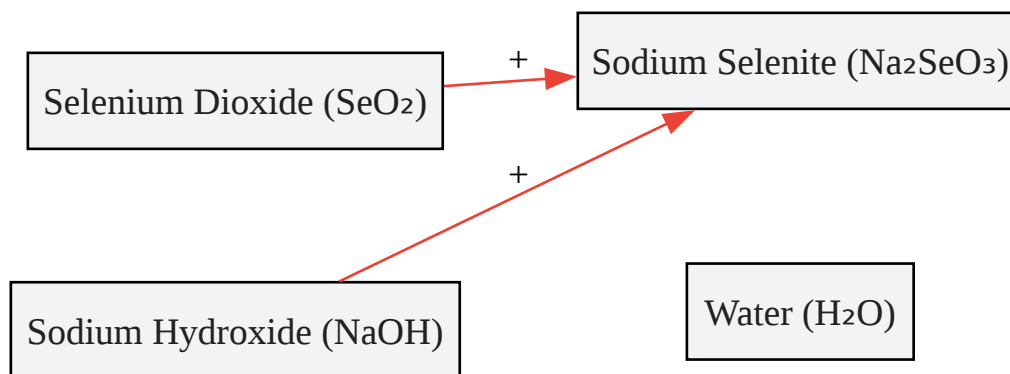 +
Sodium Selenite (Na₂SeO₃)
Selenium Dioxide (SeO₂)
+
Sodium Hydroxide (NaOH)
Water (H₂O)